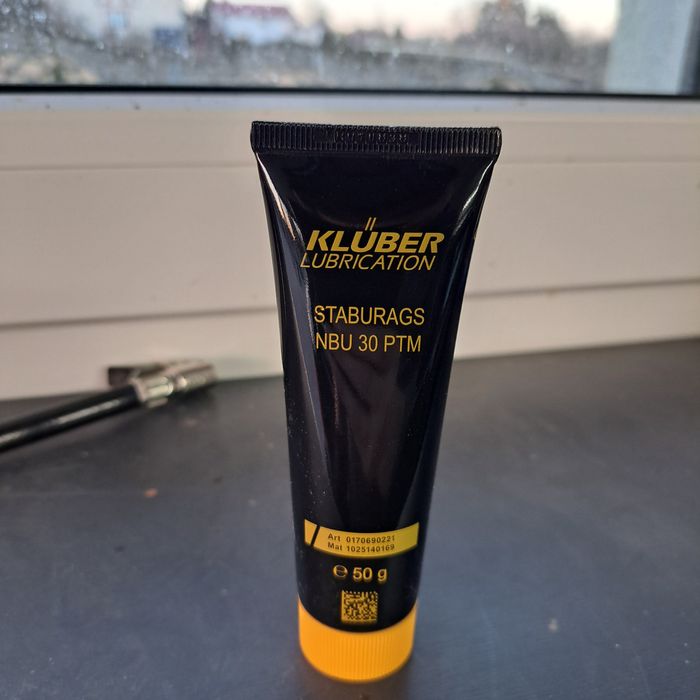 KLÜBER
LUBRICATION
STABURAGS
NBU 30 PTM
Art 0170690221
Mat 1025140169
℮ 50 g